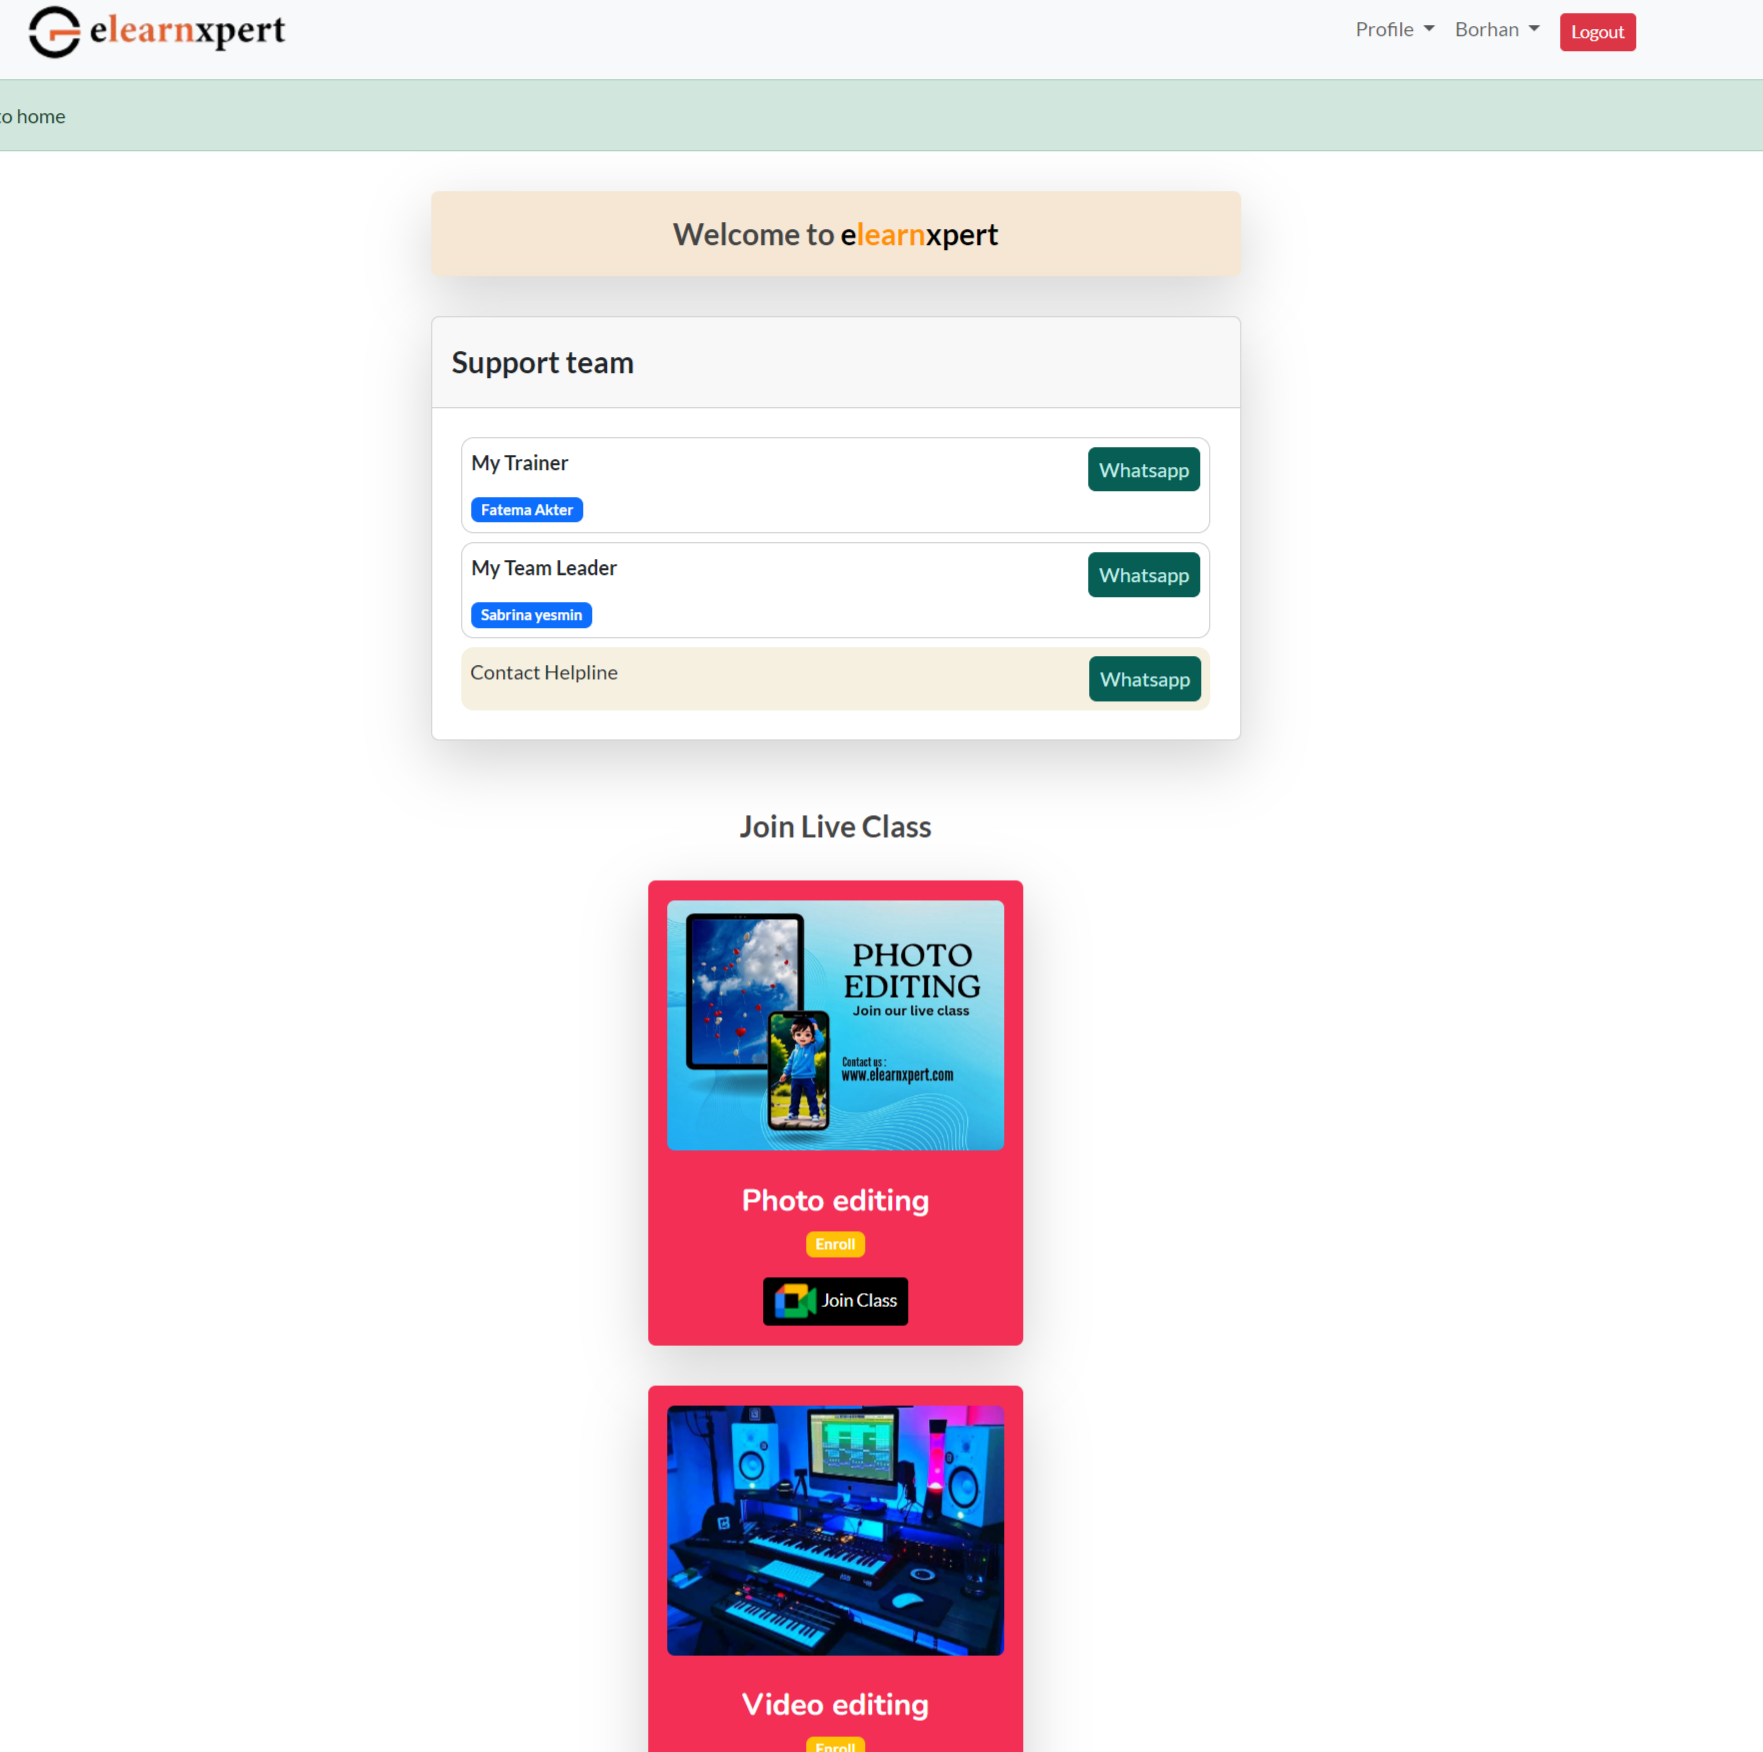 elearnxpert
Profile
Borhan
Logout
to home
Welcome to elearnxpert
Support team
My Trainer
Whatsapp
Fatema Akter
My Team Leader
Whatsapp
Sabrina yesmin
Contact Helpline
Whatsapp
Join Live Class
PHOTO
EDITING
Join our live class
Contact us :
www.elearnxpert.com
Photo editing
Enroll
Join Class
Video editing
Enroll